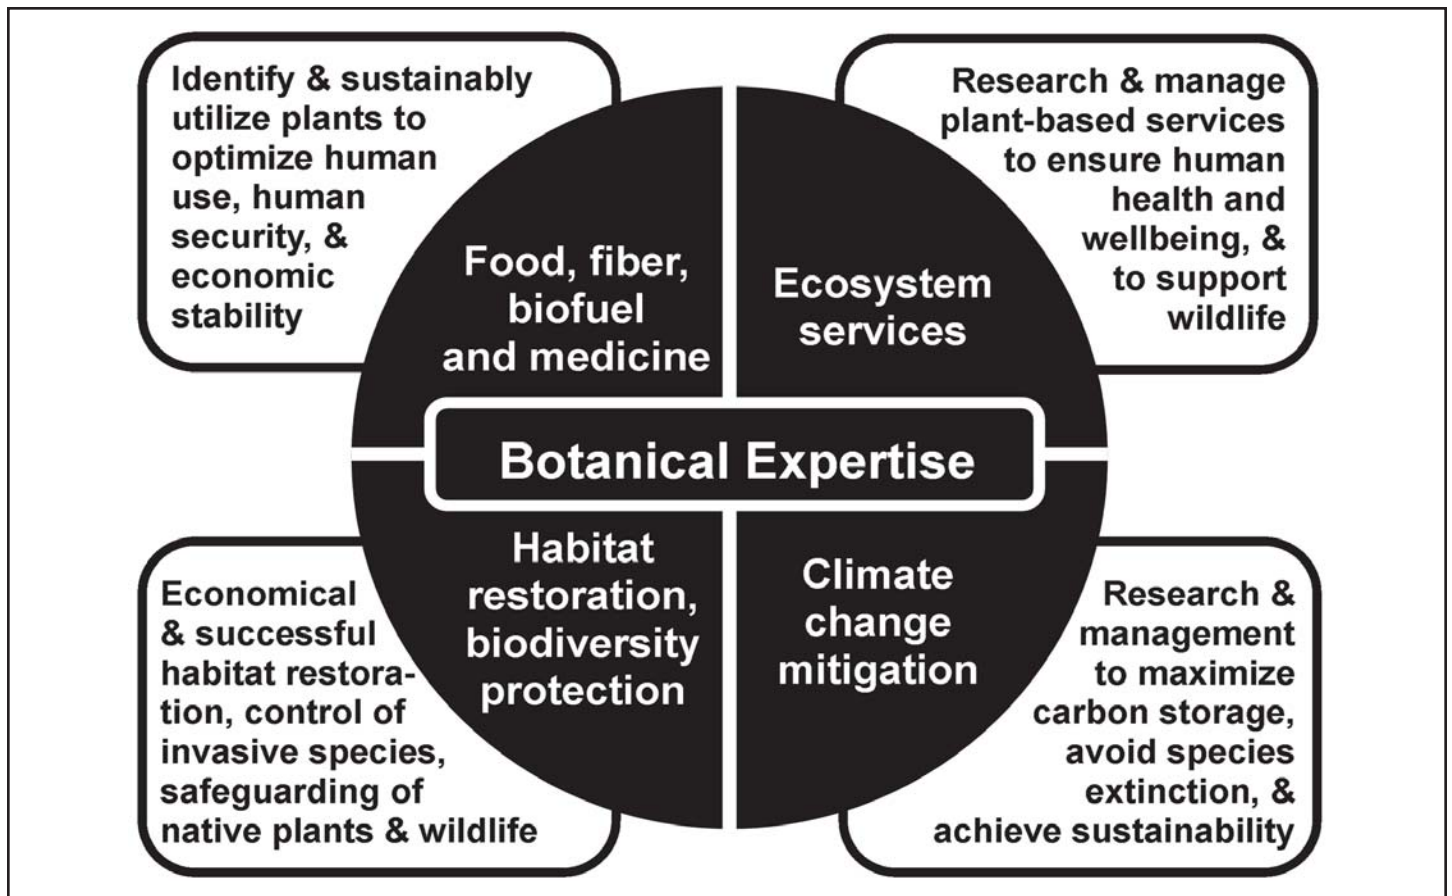 Identify & sustainably
utilize plants to
optimize human
use, human
security, &
economic
stability
Food, fiber,
biofuel
and medicine
Research & manage
plant-based services
to ensure human
health and
wellbeing, &
to support
wildlife
Ecosystem
services
Botanical Expertise
Habitat
restoration,
biodiversity
protection
Economical
& successful
habitat restora-
tion, control of
invasive species,
safeguarding of
native plants & wildlife
Climate
change
mitigation
Research &
management
to maximize
carbon storage,
avoid species
extinction, &
achieve sustainability